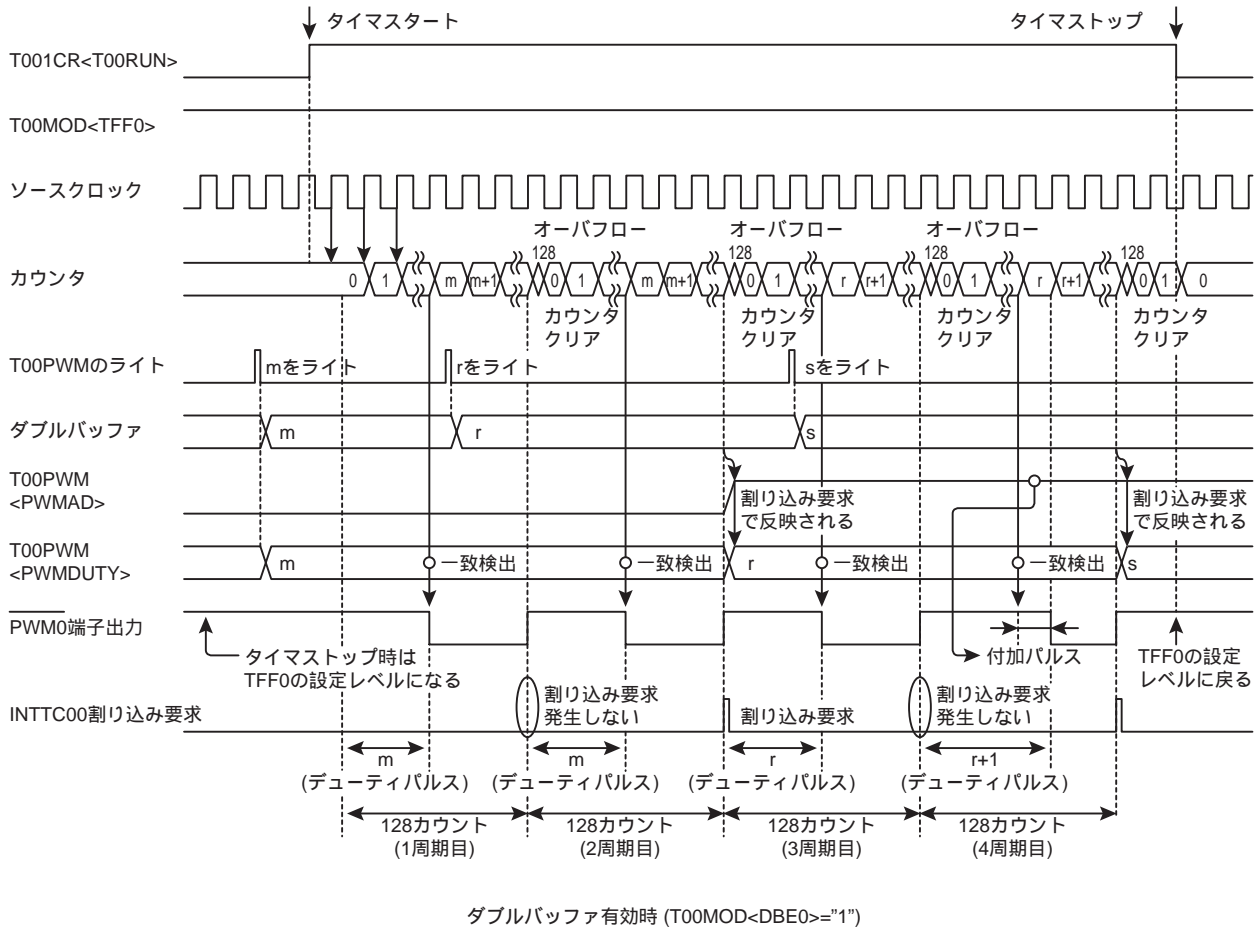 タイマスタート
タイマストップ
T001CR<T00RUN>
T00MOD<TFF0>
ソースクロック
オーバフロー
オーバフロー
オーバフロー
カウンタ
0 1 m m+1 128 0 1 m m+1 128 0 1 r r+1 128 0 1 r r+1 128 0 1 0
カウンタ
クリア
カウンタ
クリア
カウンタ
クリア
カウンタ
クリア
T00PWMのライト
mをライト
rをライト
sをライト
ダブルバッファ
m
r
s
T00PWM
<PWMAD>
割り込み要求
で反映される
割り込み要求
で反映される
T00PWM
<PWMDUTY>
m
一致検出
一致検出
r
一致検出
一致検出
s
PWM0端子出力
タイマストップ時は
TFF0の設定レベルになる
付加パルス
TFF0の設定
レベルに戻る
INTTC00割り込み要求
割り込み要求
発生しない
割り込み要求
割り込み要求
発生しない
m
(デューティパルス)
m
(デューティパルス)
r
(デューティパルス)
r+1
(デューティパルス)
128カウント
(1周期目)
128カウント
(2周期目)
128カウント
(3周期目)
128カウント
(4周期目)
ダブルバッファ有効時 (T00MOD<DBE0>="1")